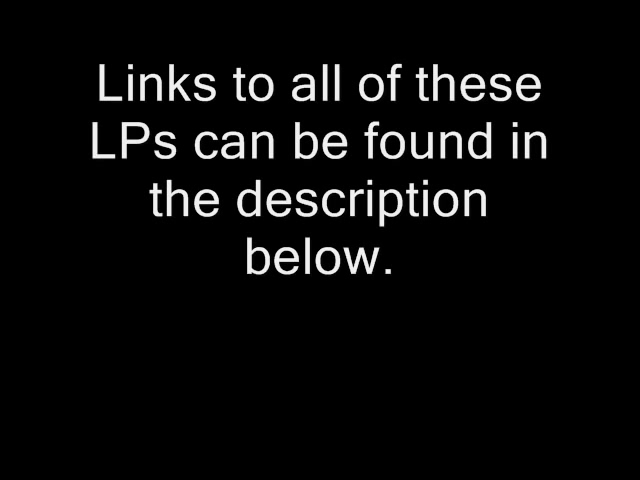 Links to all of these
LPs can be found in
the description
below.